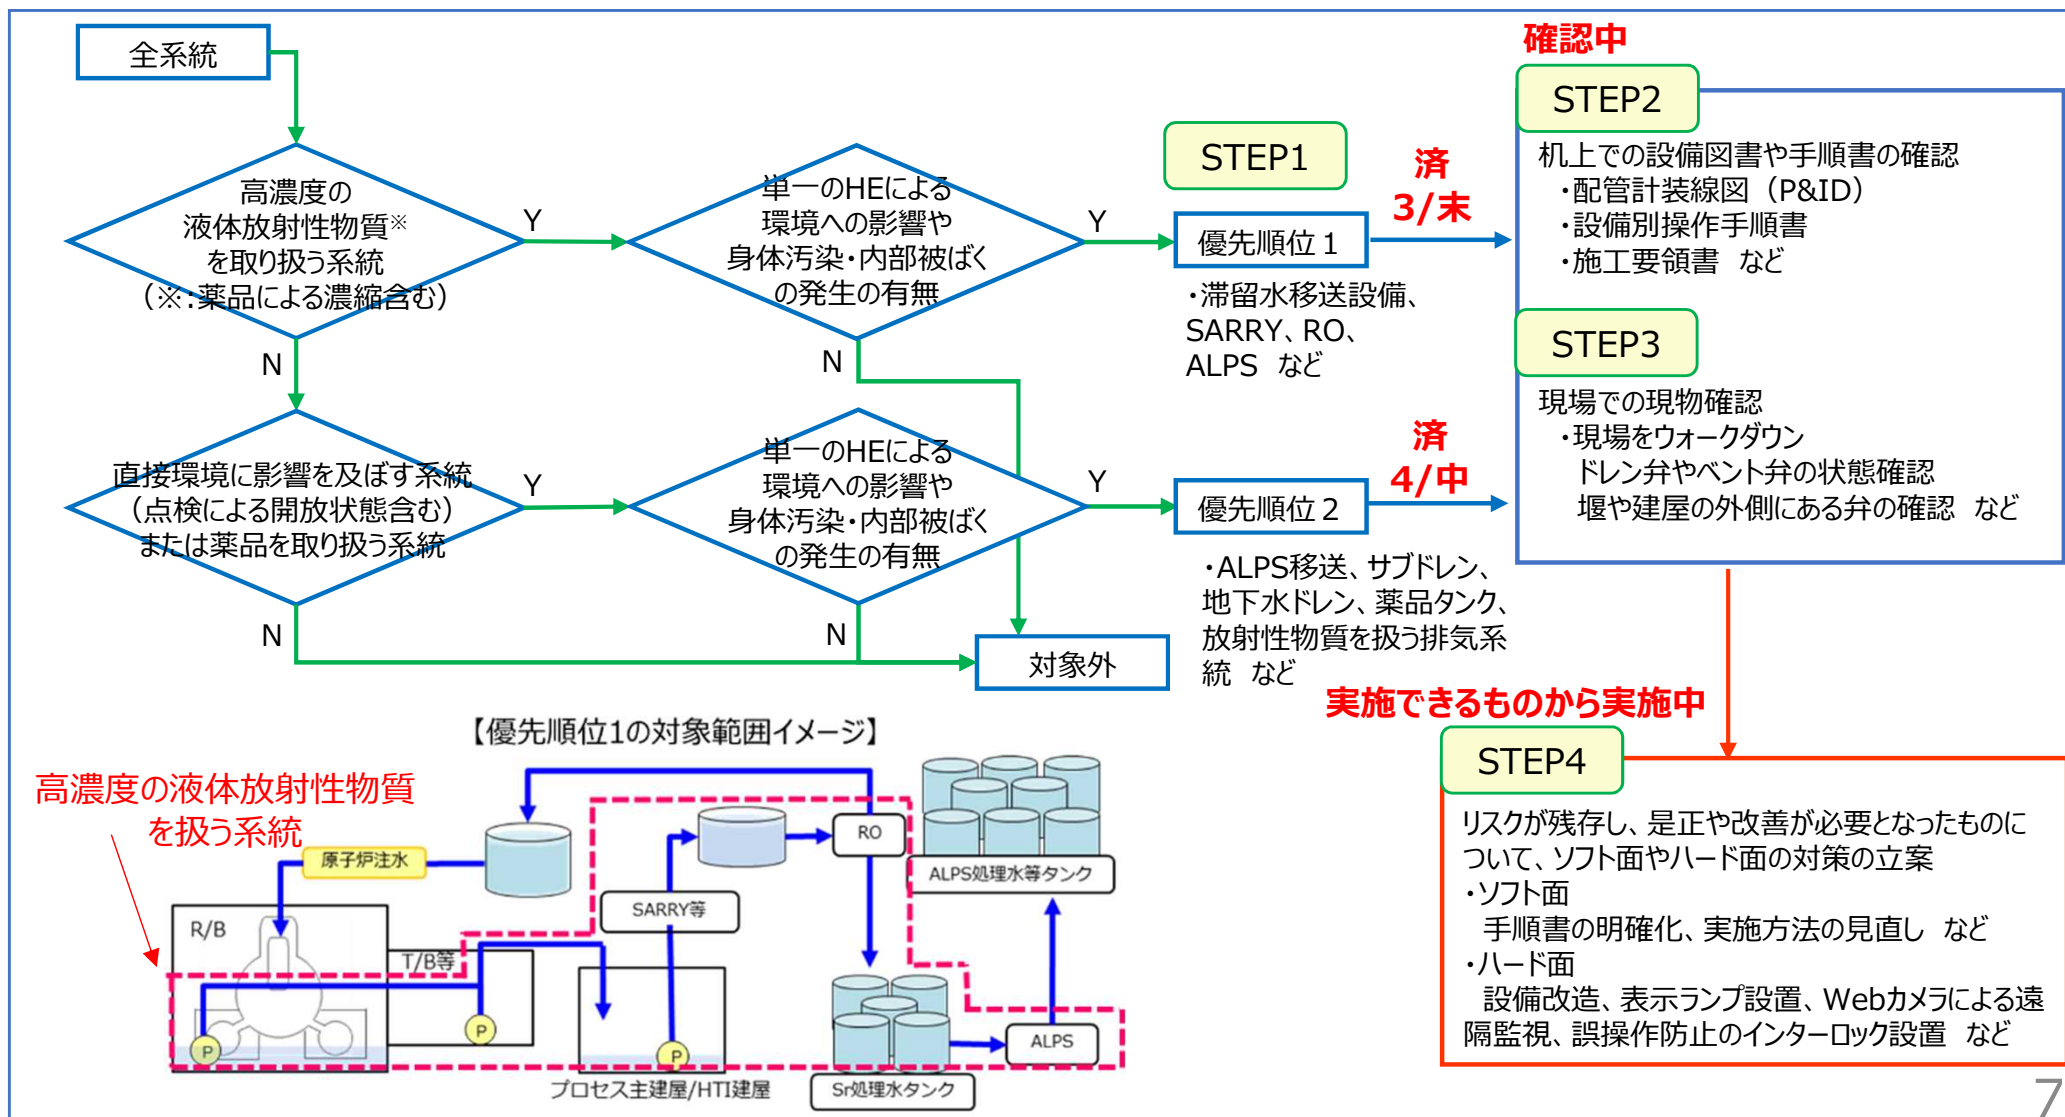 全系統
高濃度の
液体放射性物質※
を取り扱う系統
（※:薬品による濃縮含む）
Y
N
単一のHEによる
環境への影響や
身体汚染・内部被ばく
の発生の有無
Y
N
STEP1
優先順位１
・滞留水移送設備、
SARRY、RO、
ALPS など
済
3/末
直接環境に影響を及ぼす系統
（点検による開放状態含む）
または薬品を取り扱う系統
Y
N
単一のHEによる
環境への影響や
身体汚染・内部被ばく
の発生の有無
Y
N
優先順位２
・ALPS移送、サブドレン、
地下水ドレン、薬品タンク、
放射性物質を扱う排気系
統 など
済
4/中
対象外
確認中
STEP2
机上での設備図書や手順書の確認
・配管計装線図（P&ID）
・設備別操作手順書
・施工要領書 など
STEP3
現場での現物確認
・現場をウォークダウン
ドレン弁やベント弁の状態確認
堰や建屋の外側にある弁の確認 など
実施できるものから実施中
STEP4
リスクが残存し、是正や改善が必要となったものに
ついて、ソフト面やハード面の対策の立案
・ソフト面
手順書の明確化、実施方法の見直し など
・ハード面
設備改造、表示ランプ設置、Webカメラによる遠
隔監視、誤操作防止のインターロック設置 など
【優先順位1の対象範囲イメージ】
高濃度の液体放射性物質
を扱う系統
原子炉注水
R/B
T/B等
P
P
P
SARRY等
RO
ALPS処理水等タンク
ALPS
Sr処理水タンク
プロセス主建屋/HTI建屋
7